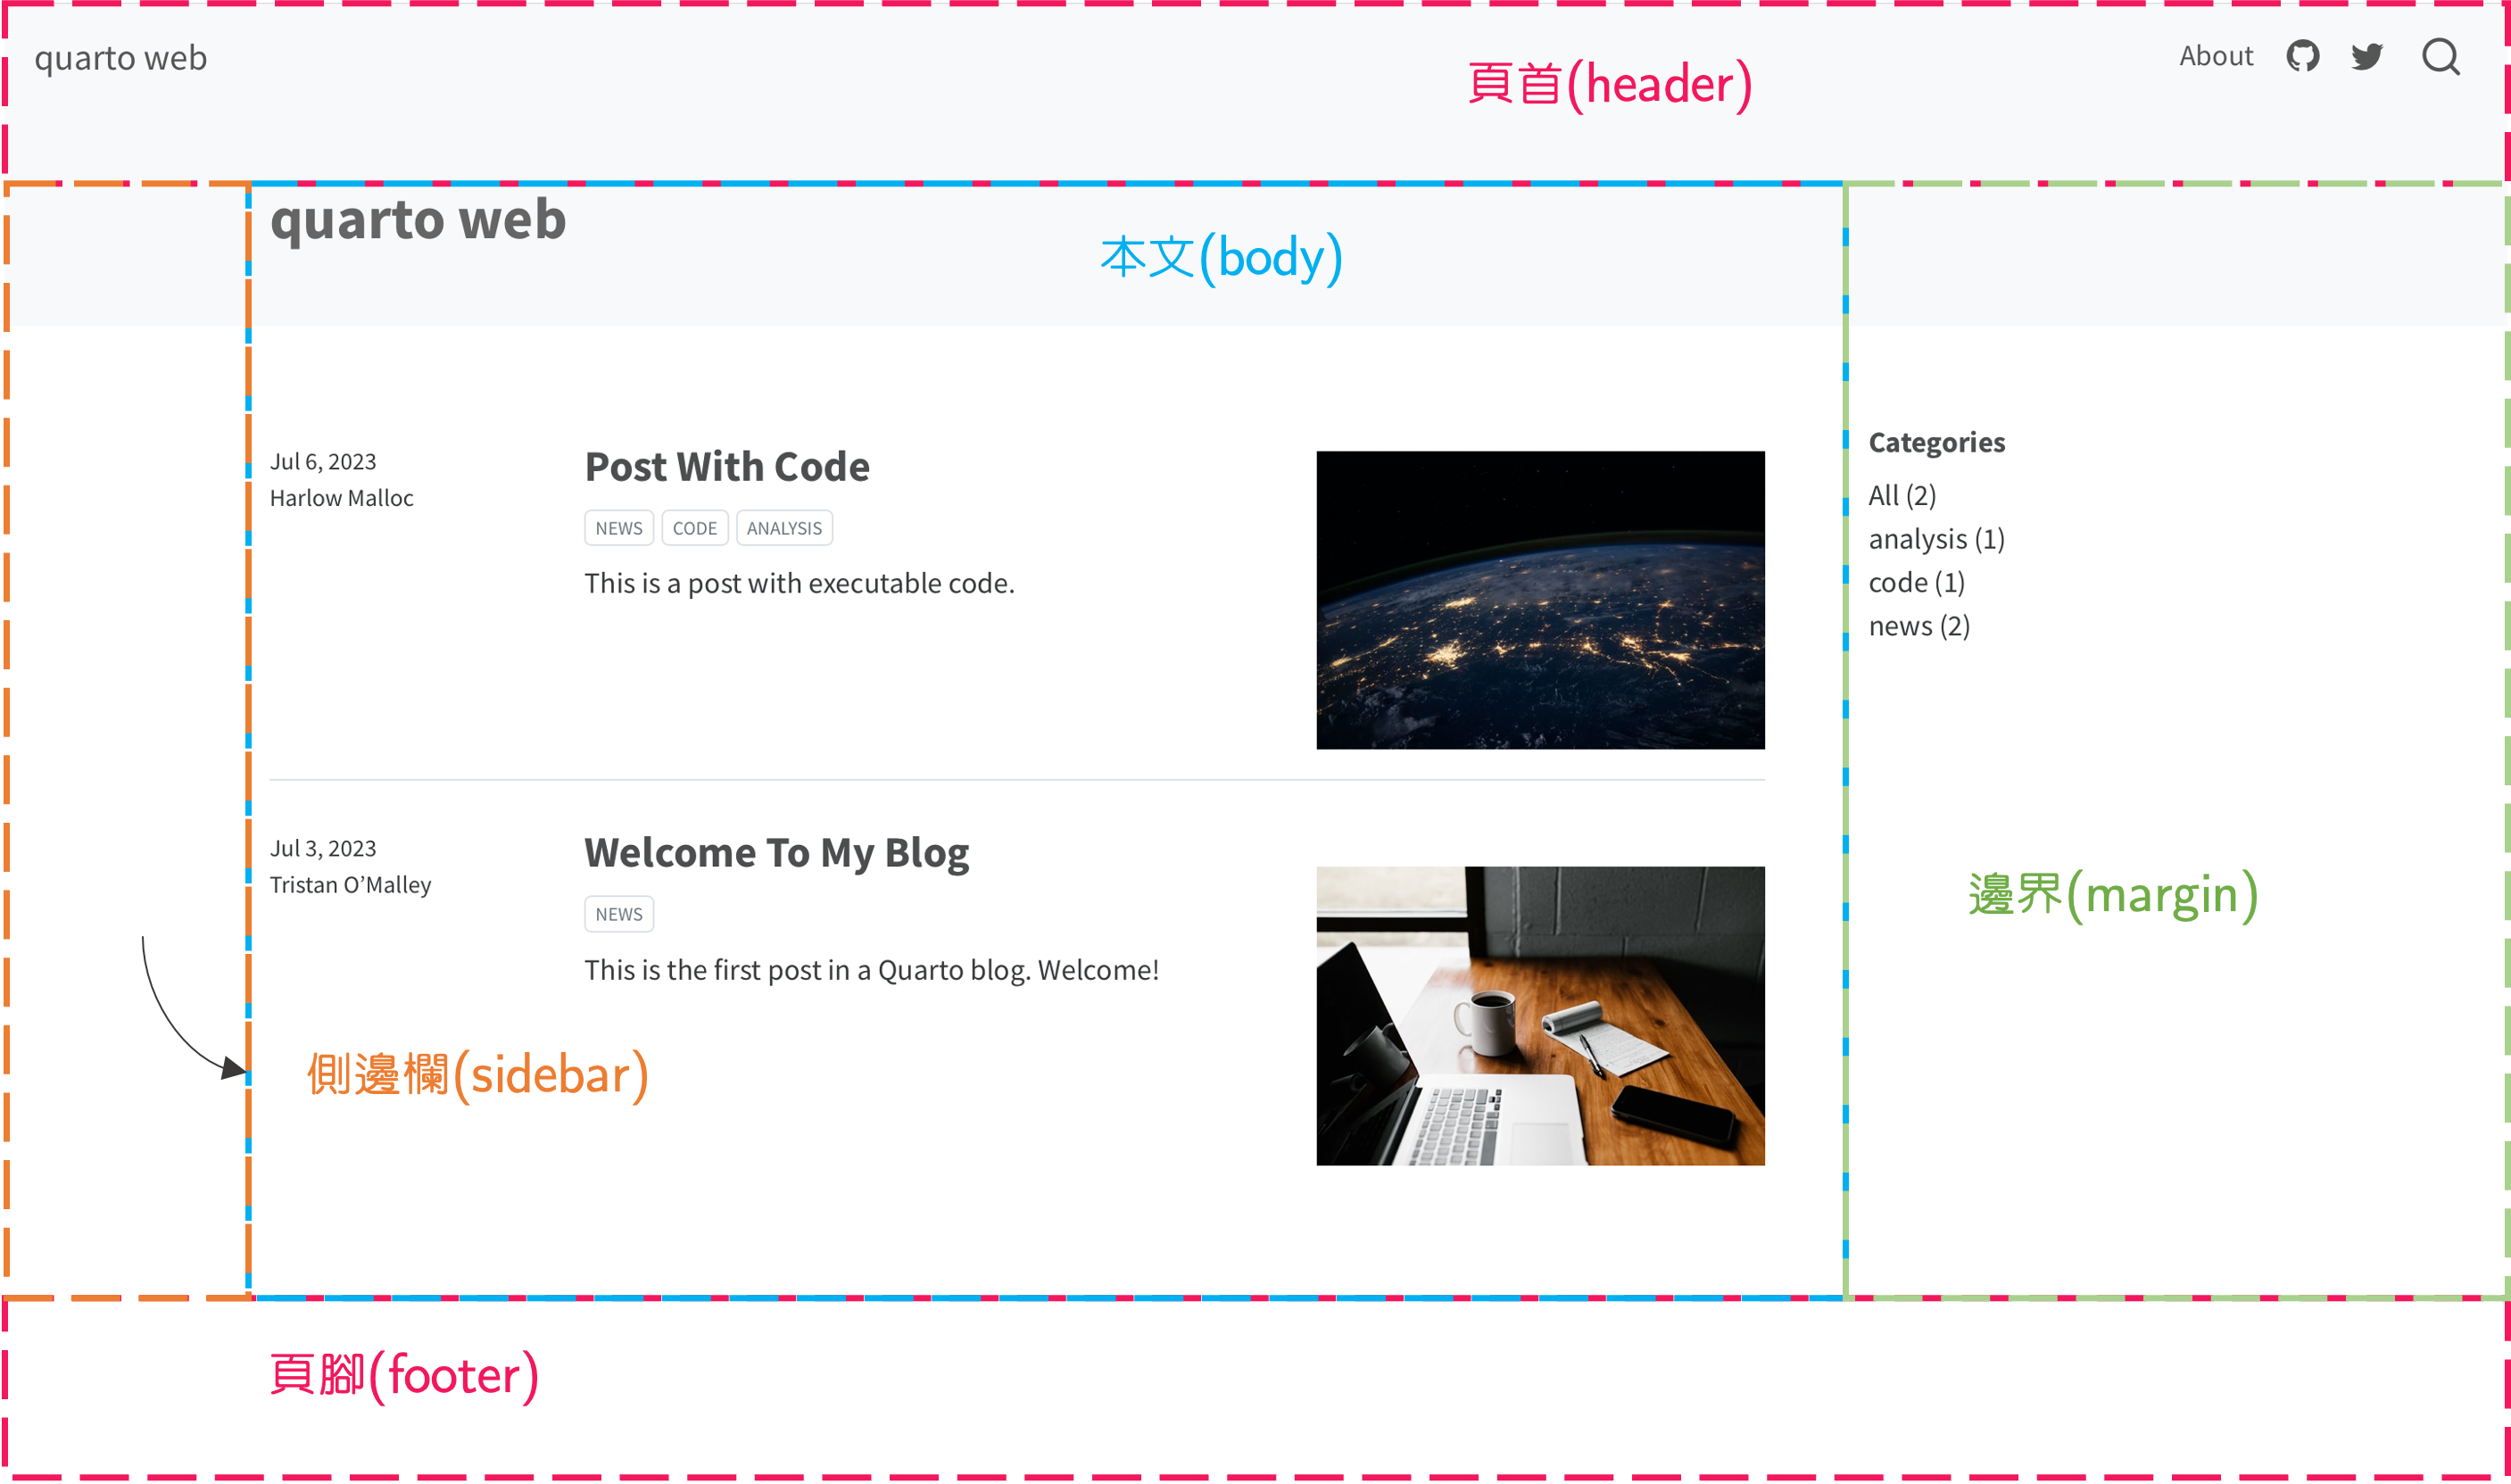 quarto web
頁首(header)
About
quarto web
本文(body)
Jul 6, 2023
Harlow Malloc
Post With Code
NEWS CODE ANALYSIS
This is a post with executable code.
Categories
All (2)
analysis (1)
code (1)
news (2)
Jul 3, 2023
Tristan O’Malley
Welcome To My Blog
NEWS
This is the first post in a Quarto blog. Welcome!
邊界(margin)
側邊欄(sidebar)
頁腳(footer)